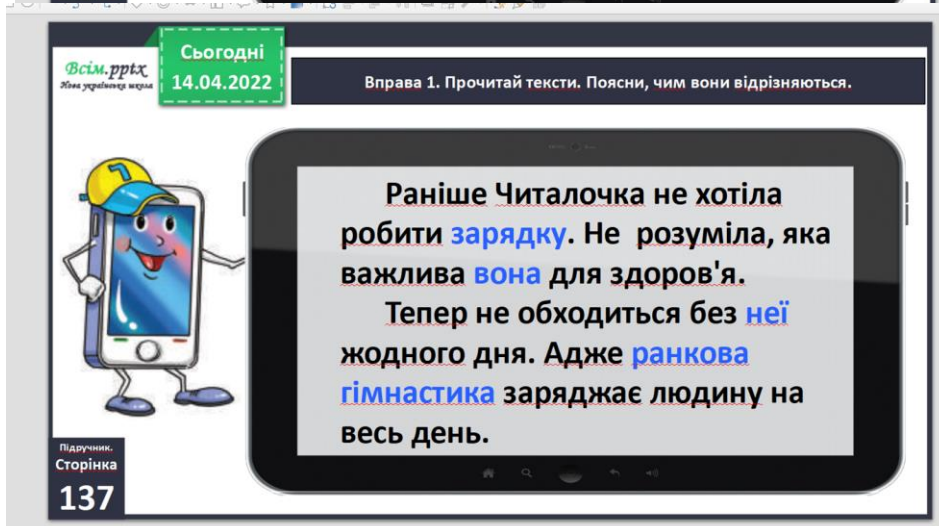 Всім.pptx
Нова українська школа
Сьогодні
14.04.2022
Вправа 1. Прочитай тексти. Поясни, чим вони відрізняються.
Раніше Читалочка не хотіла
робити зарядку. Не розуміла, яка
важлива вона для здоров'я.
Тепер не обходиться без неї
жодного дня. Адже ранкова
гімнастика заряджає людину на
весь день.
Підручник.
Сторінка
137